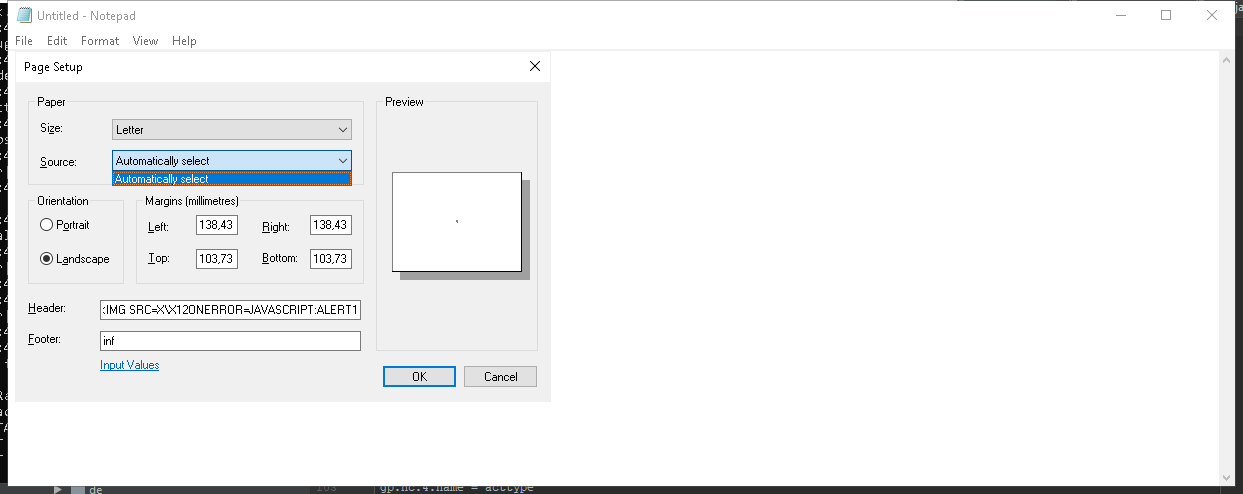 Untitled - Notepad
File Edit Format View Help
Page Setup
Paper
Preview
Size:
Letter
Source:
Automatically select
Automatically select
Orientation
Margins (millimetres)
Portrait
Left:
138,43
Right:
138,43
Landscape
Top:
103,73
Bottom:
103,73
Header:
:IMG SRC=X\X12ONERROR=JAVASCRIPT:ALERT1
Footer:
inf
Input Values
OK
Cancel
de
gp.nc.4.name = acttype